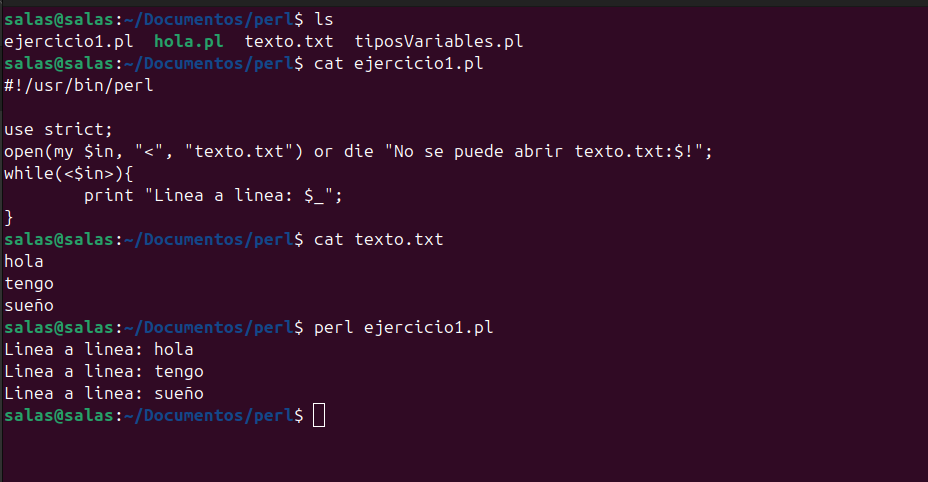 salas@salas:~/Documentos/perl$ ls
ejercicio1.pl  hola.pl  texto.txt  tiposVariables.pl
salas@salas:~/Documentos/perl$ cat ejercicio1.pl
#!/usr/bin/perl

use strict;
open(my $in, "<", "texto.txt") or die "No se puede abrir texto.txt:$!";
while(<$in>){
        print "Linea a linea: $_";
}
salas@salas:~/Documentos/perl$ cat texto.txt
hola
tengo
sueño
salas@salas:~/Documentos/perl$ perl ejercicio1.pl
Linea a linea: hola
Linea a linea: tengo
Linea a linea: sueño
salas@salas:~/Documentos/perl$